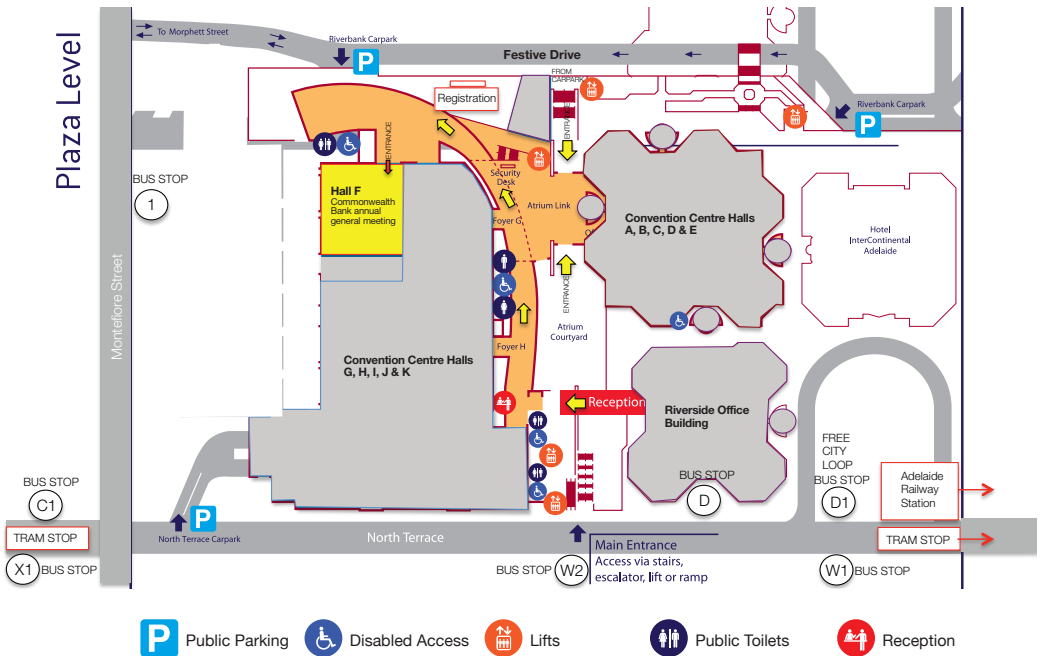 Plaza Level
To Morphett Street
Riverbank Carpark
P
Festive Drive
FROM
CARPARK
Registration
ENTRANCE
ENTRANCE
Riverbank Carpark
P
BUS STOP
1
Montefiore Street
Hall F
Commonwealth
Bank annual
general meeting
Security
Desk
Atrium Link
Foyer G
Convention Centre Halls
A, B, C, D & E
Hotel
InterContinental
Adelaide
ENTRANCE
Atrium
Courtyard
Foyer H
Convention Centre Halls
G, H, I, J & K
Reception
Riverside Office
Building
BUS STOP
D
FREE
CITY
LOOP
BUS STOP
D1
Adelaide
Railway
Station
BUS STOP
C1
TRAM STOP
X1
BUS STOP
P
North Terrace Carpark
North Terrace
BUS STOP
W2
Main Entrance
Access via stairs,
escalator, lift or ramp
TRAM STOP
W1
BUS STOP
P
Public Parking
Disabled Access
Lifts
Public Toilets
Reception